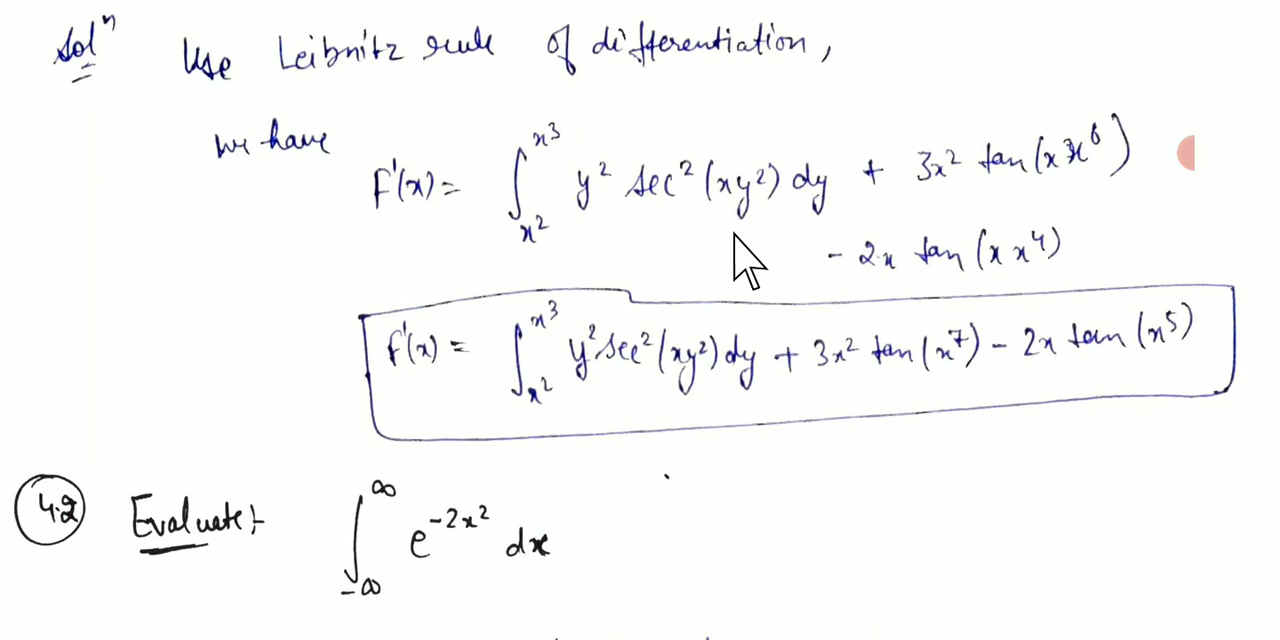 Solⁿ Use Leibnitz rule of differentiation,
we have
F'(x) = ∫_{x²}^{x³} y² sec² (xy²) dy + 3x² tan(x x⁶)
- 2x tan (x x⁴)
F'(x) = ∫_{x²}^{x³} y² sec² (xy²) dy + 3x² tan(x⁷) - 2x tan (x⁵)
4.2 Evaluate:- ∫_{-∞}^{∞} e^{-2x²} dx